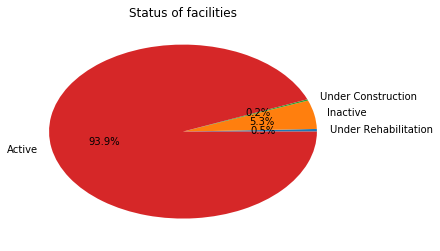 Status of facilities
Under Construction
0.2%
Inactive
5.3%
Under Rehabilitation
0.5%
93.9%
Active